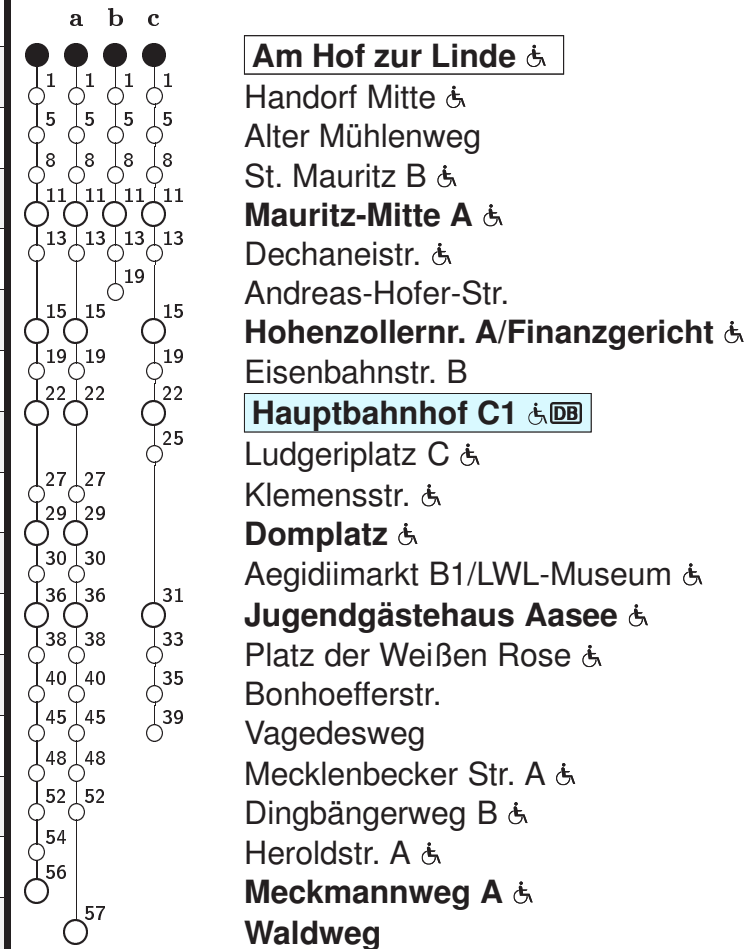 a b c
Am Hof zur Linde
1 1 1 1 Handorf Mitte
5 5 5 5 Alter Mühlenweg
8 8 8 8 St. Mauritz B
11 11 11 11 Mauritz-Mitte A
13 13 13 13 Dechaneistr.
19 Andreas-Hofer-Str.
15 15 15 Hohenzollernr. A/Finanzgericht
19 19 19 Eisenbahnstr. B
22 22 22 Hauptbahnhof C1 DB
25 Ludgeriplatz C
27 27 Klemensstr.
29 29 Domplatz
30 30 Aegidiimarkt B1/LWL-Museum
36 36 31 Jugendgästehaus Aasee
38 38 33 Platz der Weißen Rose
40 40 35 Bonhoefferstr.
45 45 39 Vagedesweg
48 48 Mecklenbecker Str. A
52 52 Dingbängerweg B
54 Heroldstr. A
56 Meckmannweg A
57 Waldweg